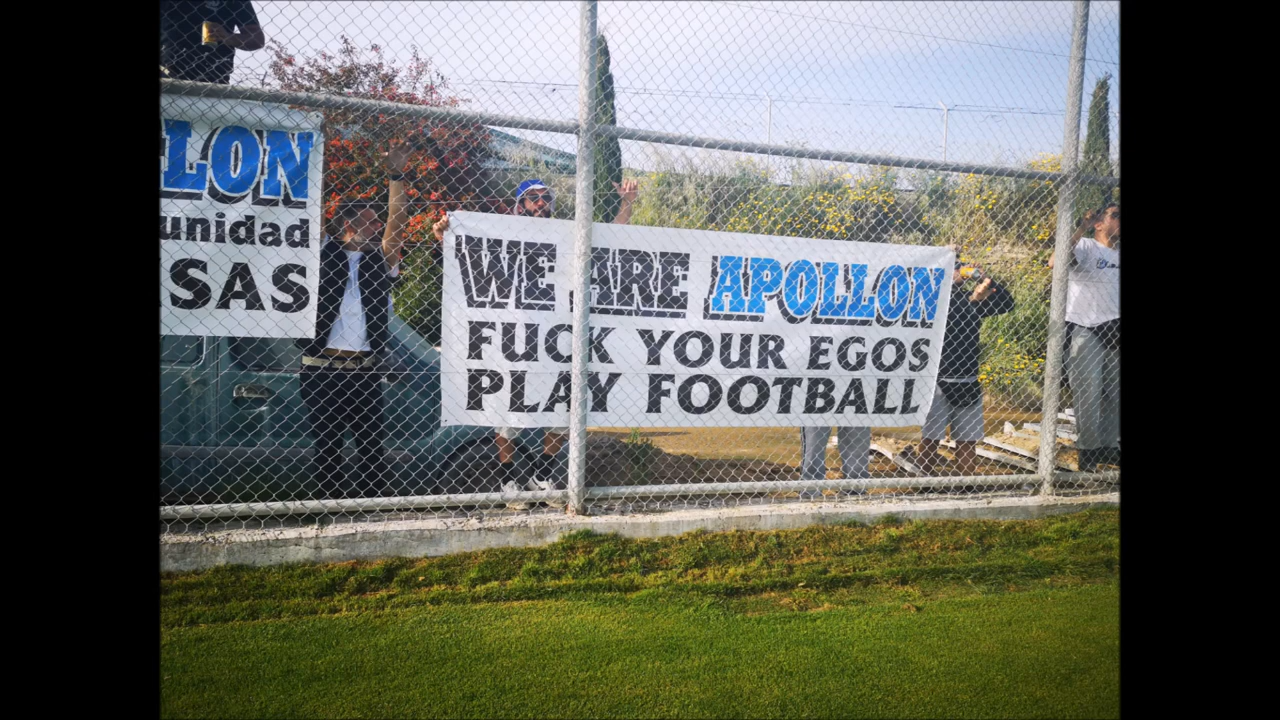 LON
unidad
SAS
WE ARE APOLLON
FUCK YOUR EGOS
PLAY FOOTBALL